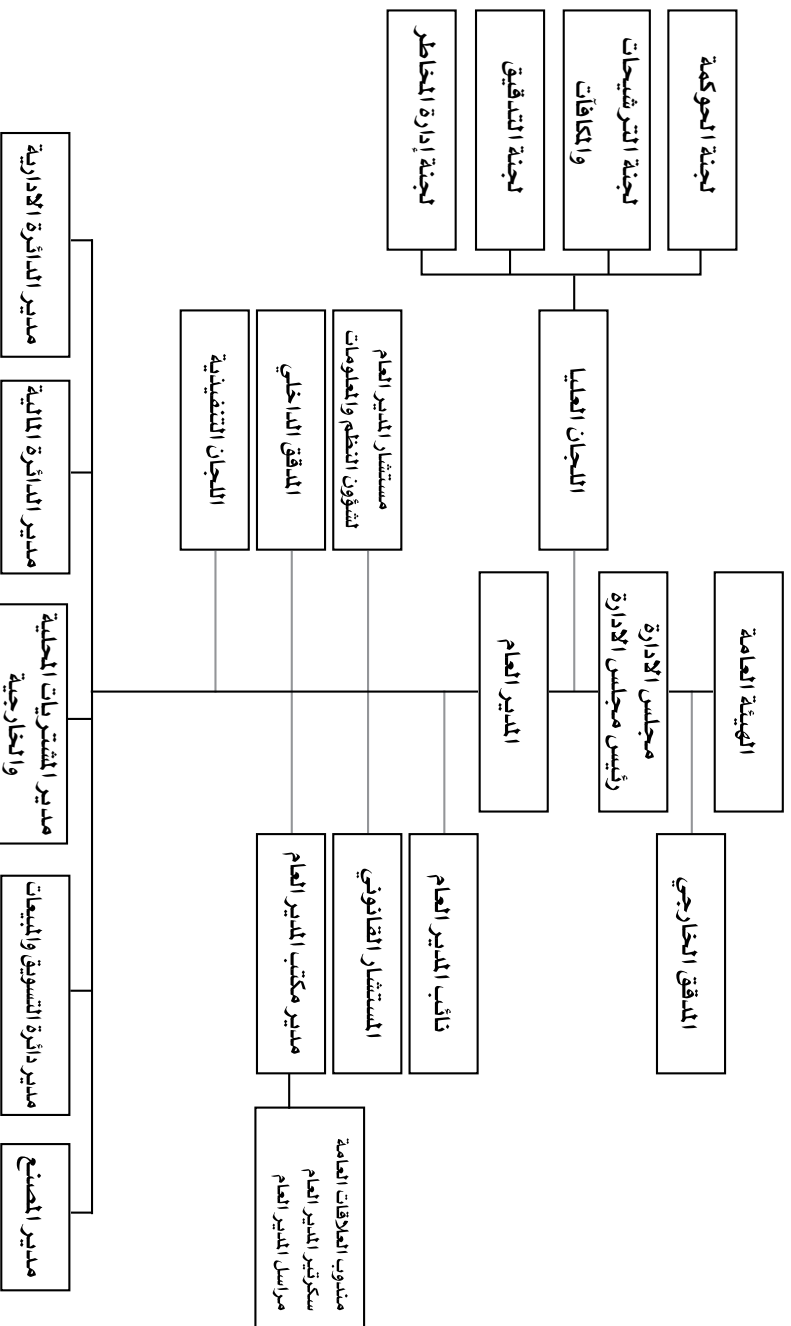 الهيئة العامة
المدقق الخارجي
مجلس الادارة
رئيس مجلس الادارة
اللجان العليا
لجنة الحوكمة
لجنة الترشيحات
والمكافآت
لجنة التدقيق
لجنة إدارة المخاطر
المدير العام
نائب المدير العام
مستشار المدير العام
لشؤون النظم والمعلومات
المستشار القانوني
المدقق الداخلي
مدير مكتب المدير العام
مندوب العلاقات العامة
سكرتير المدير العام
مراسل المدير العام
اللجان التنفيذية
مدير الدائرة الادارية
مدير الدائرة المالية
مدير المشتريات المحلية
والخارجية
مدير دائرة التسويق والمبيعات
مدير المصنع